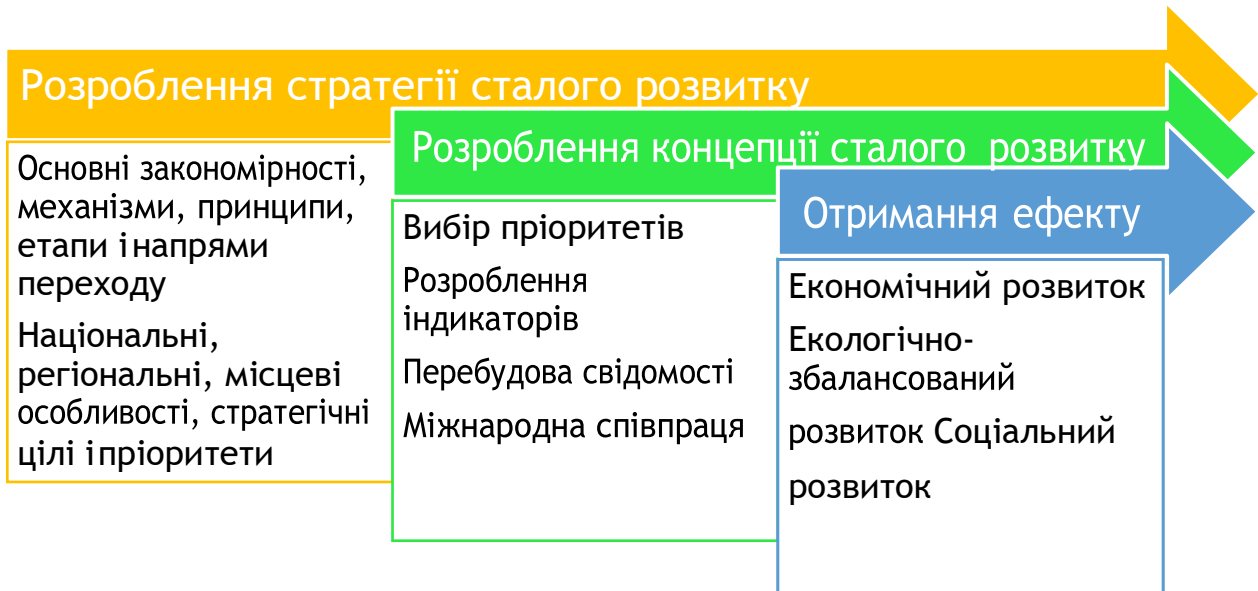 Розроблення стратегії сталого розвитку
Основні закономірності,
механізми, принципи,
етапи інапрями
переходу
Національні,
регіональні, місцеві
особливості, стратегічні
цілі іпріоритети
Розроблення концепції сталого розвитку
Вибір пріоритетів
Розроблення
індикаторів
Перебудова свідомості
Міжнародна співпраця
Отримання ефекту
Економічний розвиток
Екологічно-
збалансований
розвиток Соціальний
розвиток